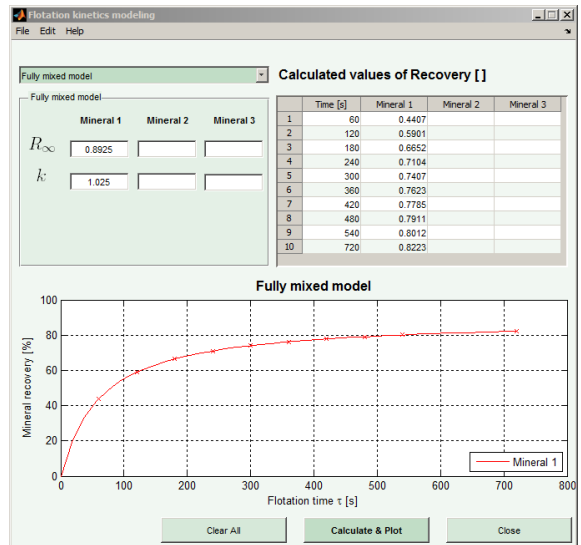 Flotation kinetics modeling
File Edit Help
Fully mixed model
Calculated values of Recovery [ ]
Fully mixed model
Mineral 1 Mineral 2 Mineral 3
R∞ 0.8925
k 1.025
Time [s] Mineral 1 Mineral 2 Mineral 3
1 60 0.4407
2 120 0.5901
3 180 0.6652
4 240 0.7104
5 300 0.7407
6 360 0.7623
7 420 0.7785
8 480 0.7911
9 540 0.8012
10 720 0.8223
Fully mixed model
Mineral recovery [%]
100
80
60
40
20
0
0 100 200 300 400 500 600 700 800
Mineral 1
Flotation time τ [s]
Clear All Calculate & Plot Close